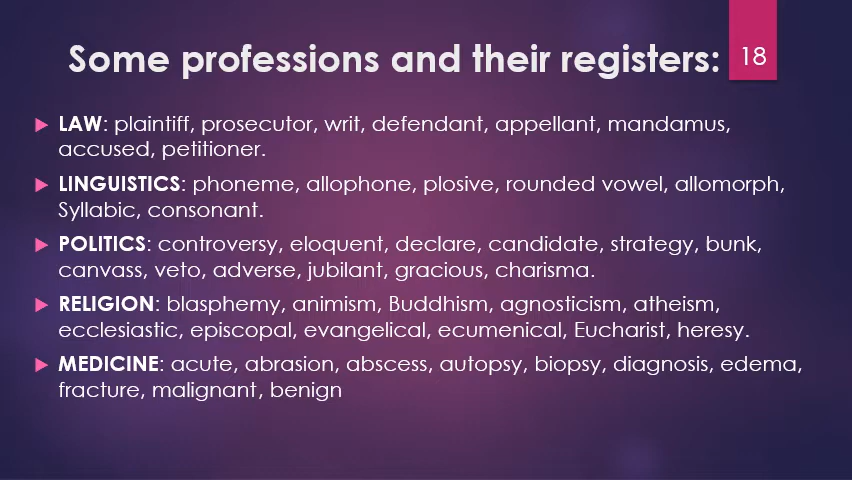 Some professions and their registers:
18
LAW: plaintiff, prosecutor, writ, defendant, appellant, mandamus,
accused, petitioner.
LINGUISTICS: phoneme, allophone, plosive, rounded vowel, allomorph,
Syllabic, consonant.
POLITICS: controversy, eloquent, declare, candidate, strategy, bunk,
canvass, veto, adverse, jubilant, gracious, charisma.
RELIGION: blasphemy, animism, Buddhism, agnosticism, atheism,
ecclesiastic, episcopal, evangelical, ecumenical, Eucharist, heresy.
MEDICINE: acute, abrasion, abscess, autopsy, biopsy, diagnosis, edema,
fracture, malignant, benign